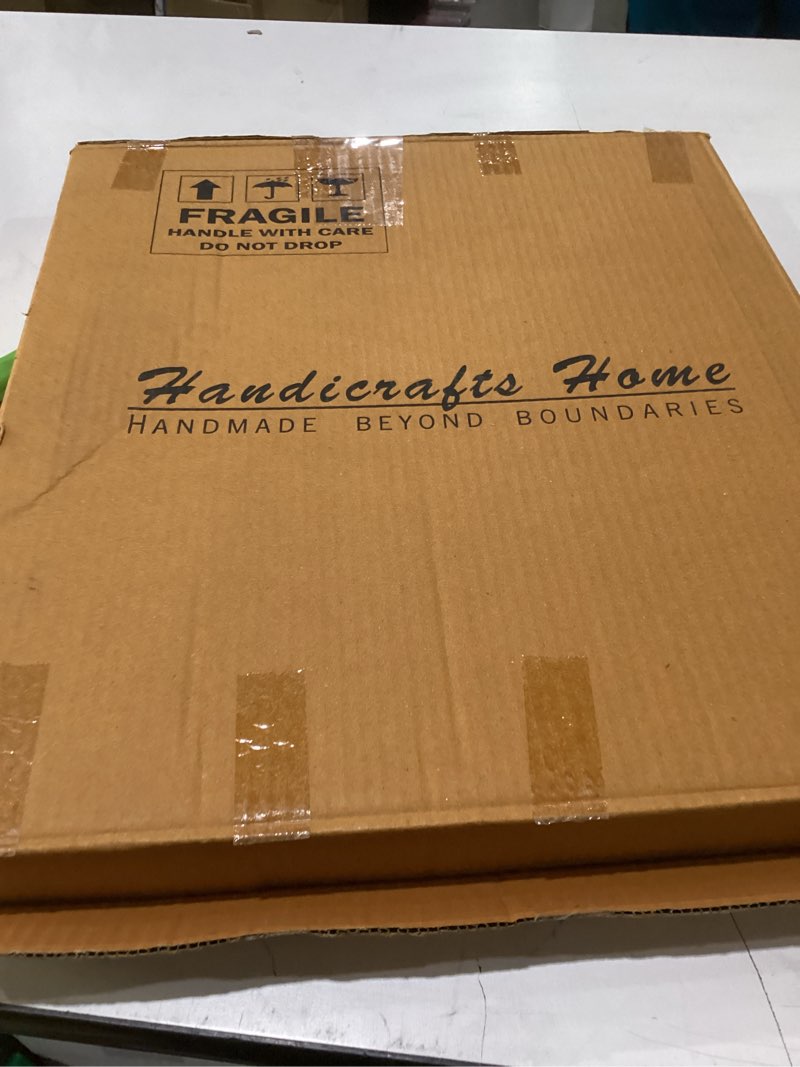 FRAGILE
HANDLE WITH CARE
DO NOT DROP
Handicrafts Home
HANDMADE BEYOND BOUNDARIES